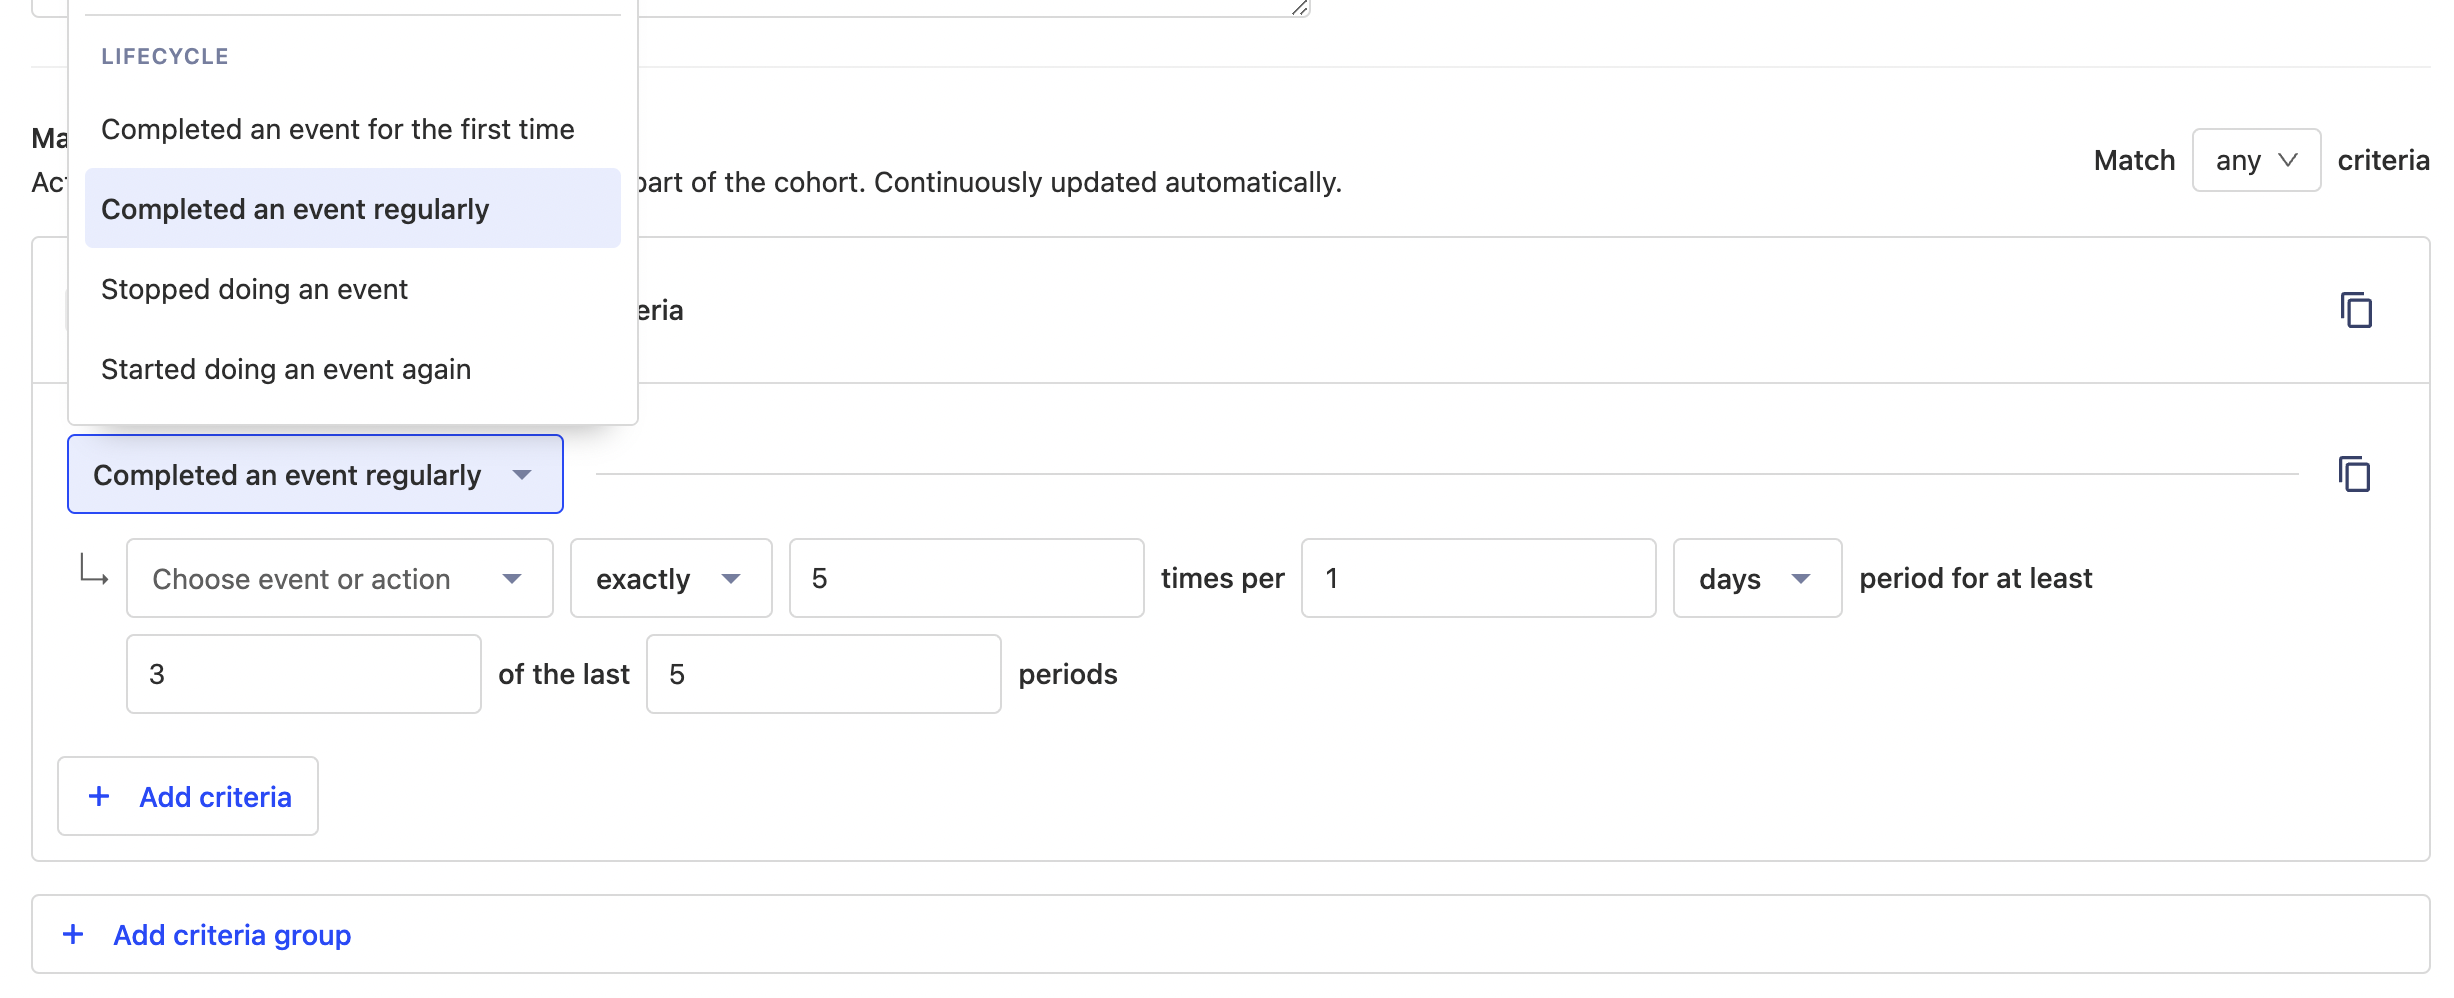 LIFECYCLE
Completed an event for the first time
Completed an event regularly
Stopped doing an event
Started doing an event again
part of the cohort. Continuously updated automatically.
Match any criteria
Completed an event regularly
Choose event or action exactly 5 times per 1 days period for at least
3 of the last 5 periods
+ Add criteria
+ Add criteria group